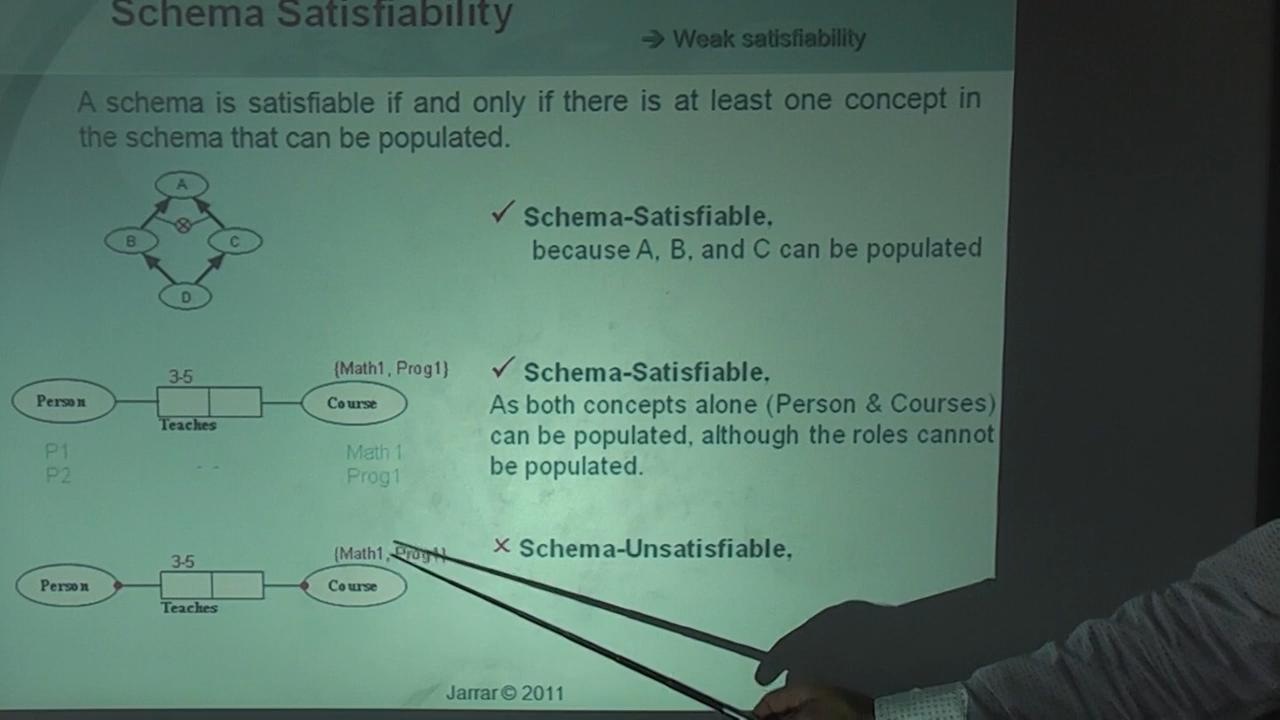 Schema Satisfiability
→ Weak satisfiability
A schema is satisfiable if and only if there is at least one concept in
the schema that can be populated.
A
B
C
D
✓ Schema-Satisfiable,
because A, B, and C can be populated
3-5
{Math1, Prog1}
Person
Course
Teaches
P1
Math 1
P2
- -
Prog1
✓ Schema-Satisfiable.
As both concepts alone (Person & Courses)
can be populated, although the roles cannot
be populated.
3-5
{Math1, Prog1}
Person
Course
Teaches
× Schema-Unsatisfiable,
Jarrar © 2011